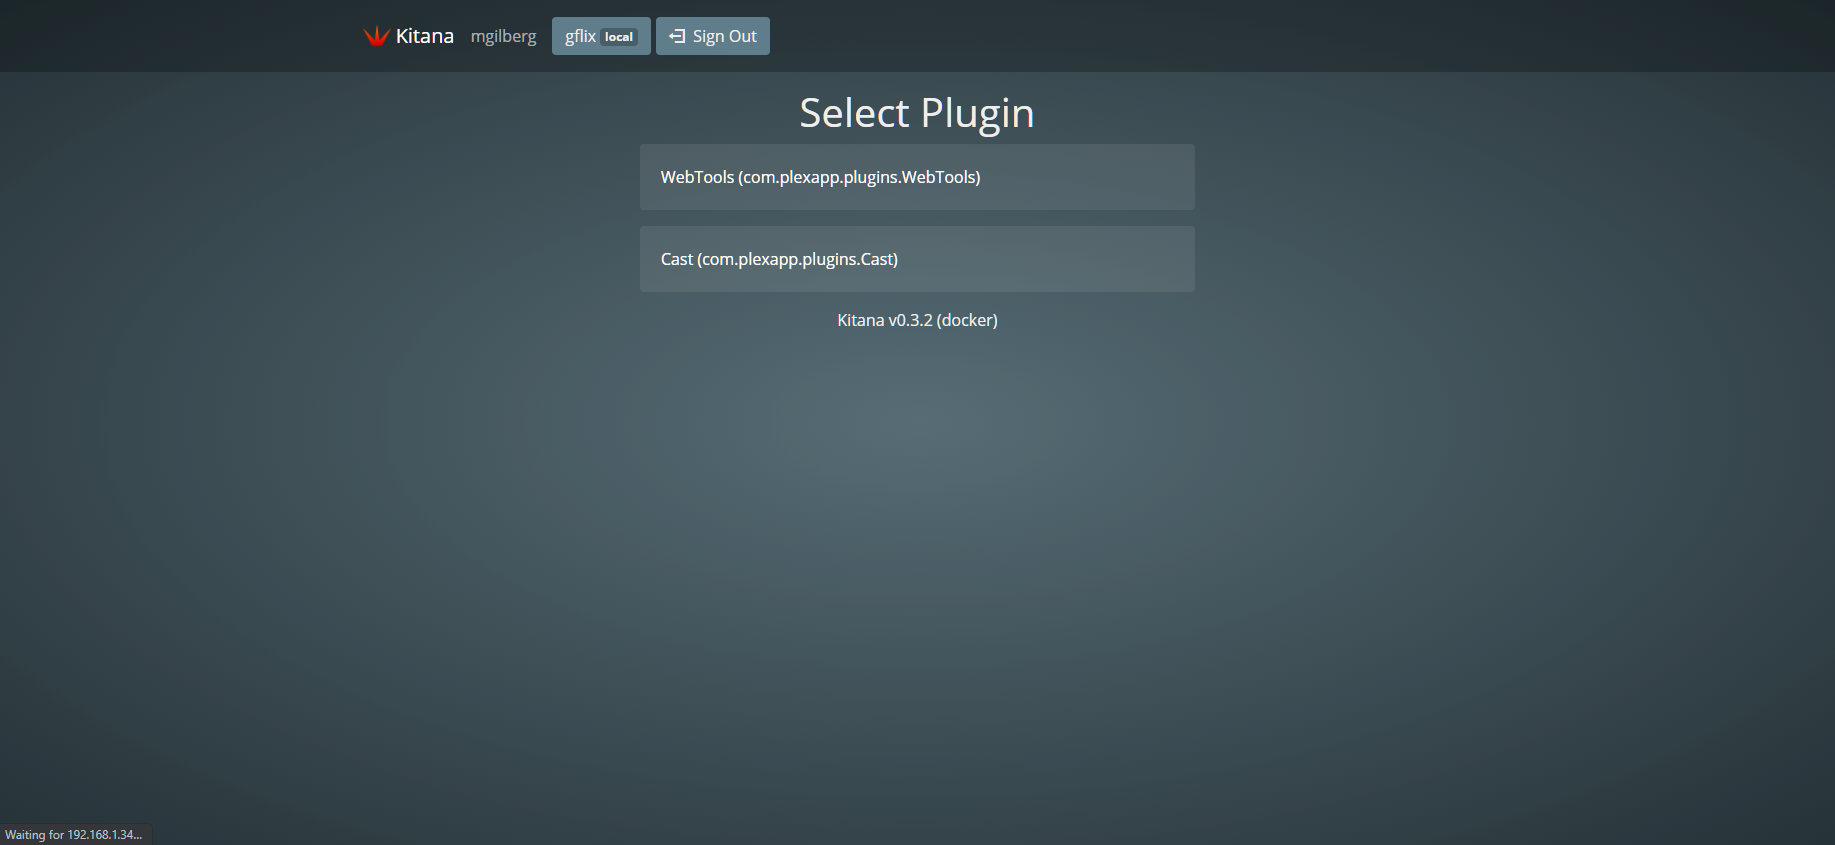 Kitana mgilberg gflix local Sign Out
Select Plugin
WebTools (com.plexapp.plugins.WebTools)
Cast (com.plexapp.plugins.Cast)
Kitana v0.3.2 (docker)
Waiting for 192.168.1.34...